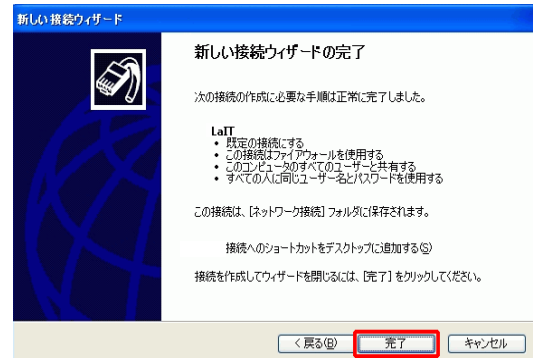 新しい接続ウィザード
新しい接続ウィザードの完了
次の接続の作成に必要な手順は正常に完了しました。
LaIT
• 既定の接続にする
• この接続はファイアウォールを使用する
• このコンピュータのすべてのユーザーと共有する
• すべての人に同じユーザー名とパスワードを使用する
この接続は、[ネットワーク接続] フォルダに保存されます。
接続へのショートカットをデスクトップに追加する(S)
接続を作成してウィザードを閉じるには、[完了] をクリックしてください。
< 戻る(B) 完了 キャンセル